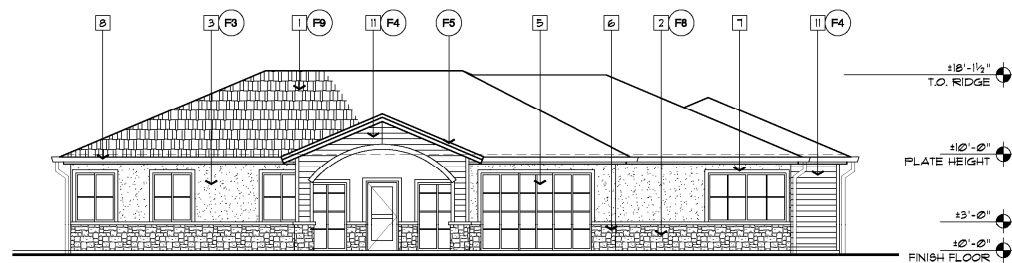 8 3 F3 1 F9 11 F4 F5 5 6 2 F8 7 11 F4
±18'-1½"
T.O. RIDGE
±10'-0"
PLATE HEIGHT
±3'-0"
±0'-0"
FINISH FLOOR